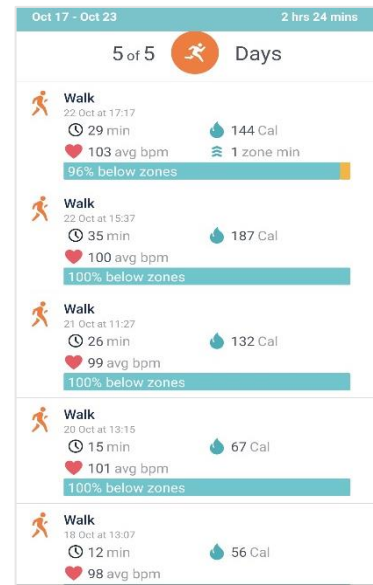 Oct 17 - Oct 23 2 hrs 24 mins
5 of 5 Days
Walk
22 Oct at 17:17
29 min 144 Cal
103 avg bpm 1 zone min
96% below zones
Walk
22 Oct at 15:37
35 min 187 Cal
100 avg bpm
100% below zones
Walk
21 Oct at 11:27
26 min 132 Cal
99 avg bpm
100% below zones
Walk
20 Oct at 13:15
15 min 67 Cal
101 avg bpm
100% below zones
Walk
18 Oct at 13:07
12 min 56 Cal
98 avg bpm